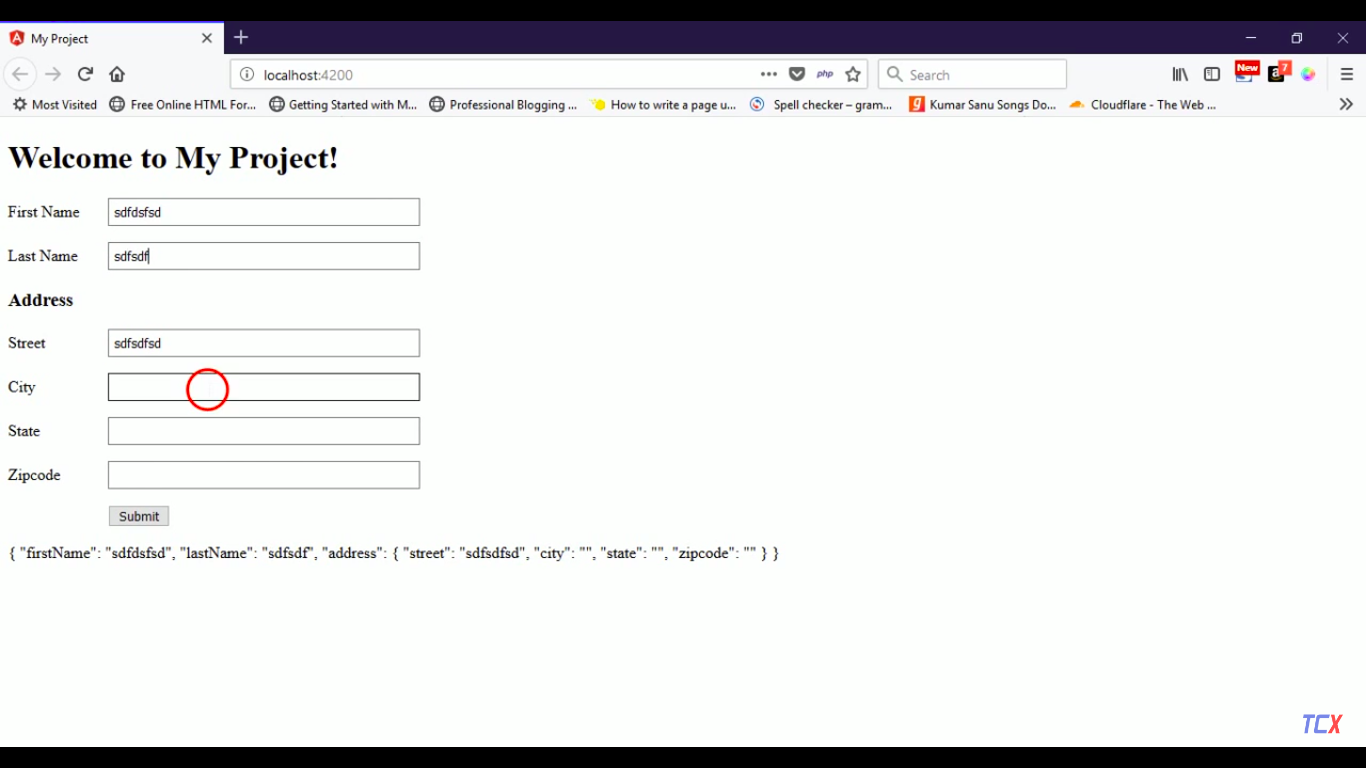 My Project
localhost:4200
php
Search
New
a
7
Most Visited
Free Online HTML For...
Getting Started with M...
Professional Blogging ...
How to write a page u...
Spell checker – gram...
g
Kumar Sanu Songs Do...
Cloudflare - The Web ...
Welcome to My Project!
First Name
sdfdsfsd
Last Name
sdfsdf
Address
Street
sdfsdfsd
City
State
Zipcode
Submit
{ "firstName": "sdfdsfsd", "lastName": "sdfsdf", "address": { "street": "sdfsdfsd", "city": "", "state": "", "zipcode": "" } }
TCX